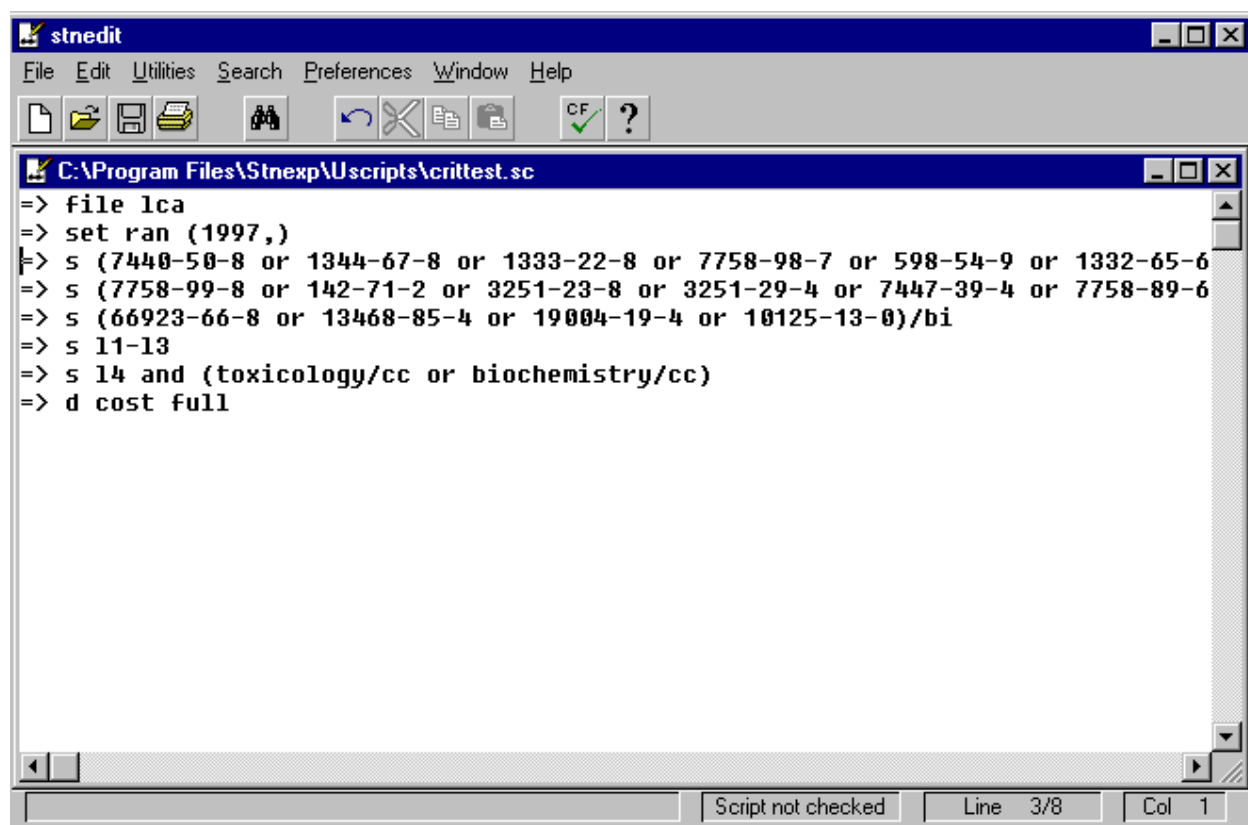 stnedit
File Edit Utilities Search Preferences Window Help
CF ?
C:\Program Files\Stnexp\Uscripts\crittest.sc
=> file lca
=> set ran (1997,)
=> s (7440-50-8 or 1344-67-8 or 1333-22-8 or 7758-98-7 or 598-54-9 or 1332-65-6
=> s (7758-99-8 or 142-71-2 or 3251-23-8 or 3251-29-4 or 7447-39-4 or 7758-89-6
=> s (66923-66-8 or 13468-85-4 or 19004-19-4 or 10125-13-0)/bi
=> s l1-l3
=> s l4 and (toxicology/cc or biochemistry/cc)
=> d cost full
Script not checked Line 3/8 Col 1